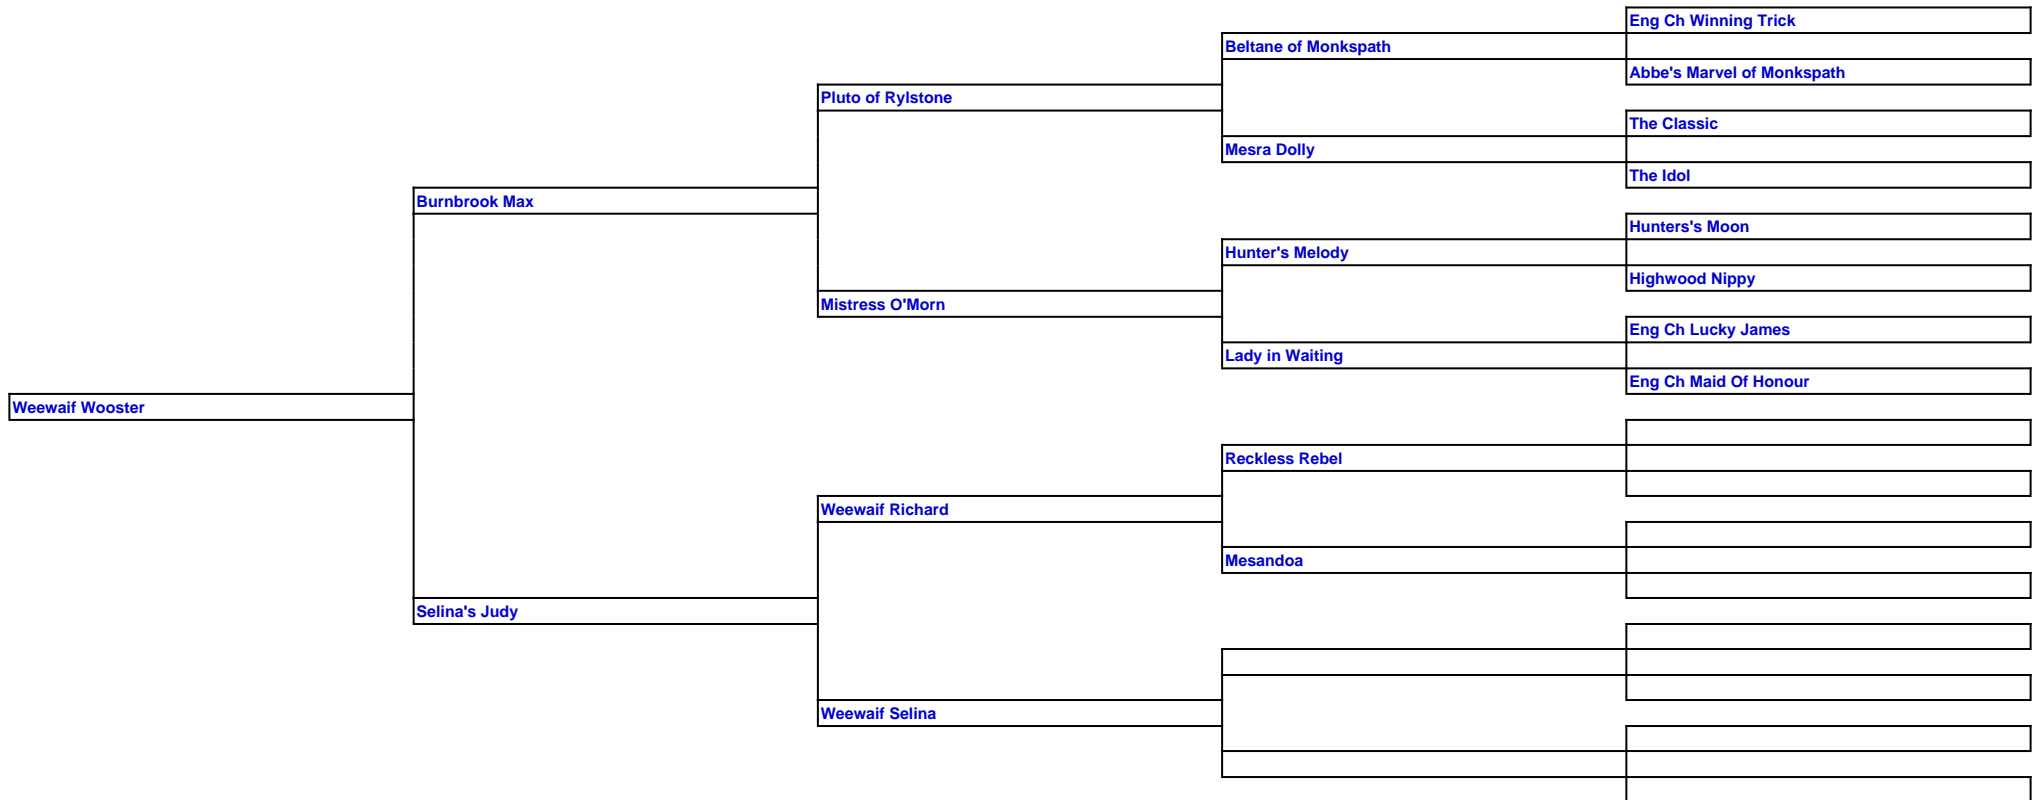 Eng Ch Winning Trick
Beltane of Monkspath
Abbe's Marvel of Monkspath
Pluto of Rylstone
The Classic
Mesra Dolly
The Idol
Burnbrook Max
Hunters's Moon
Hunter's Melody
Highwood Nippy
Mistress O'Morn
Eng Ch Lucky James
Lady in Waiting
Eng Ch Maid Of Honour
Weewaif Wooster
Reckless Rebel
Weewaif Richard
Mesandoa
Selina's Judy
Weewaif Selina